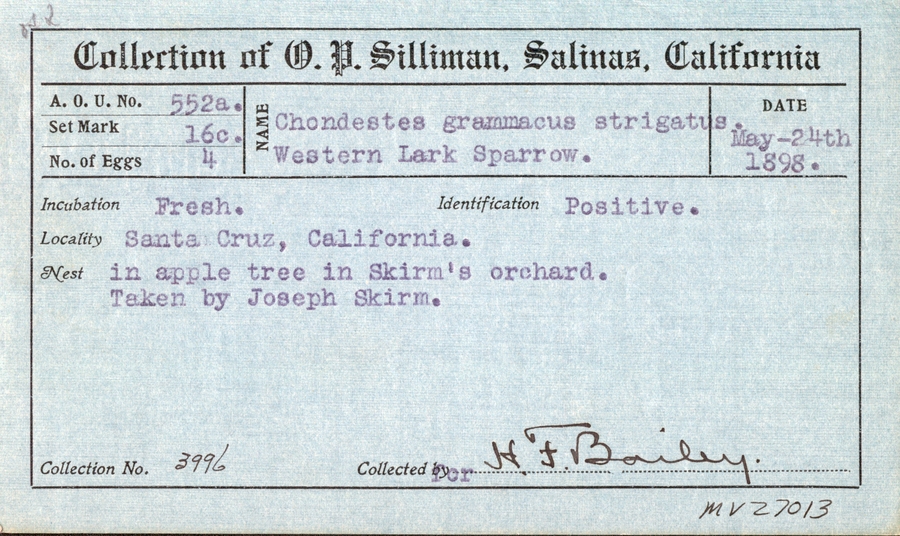 Collection of O. P. Silliman, Salinas, California
A. O. U. No. 552a.
Set Mark 16c.
No. of Eggs 4
NAME
Chondestes grammacus strigatus.
Western Lark Sparrow.
DATE
May-24th
1898.
Incubation Fresh.
Identification Positive.
Locality Santa Cruz, California.
Nest in apple tree in Skirm's orchard.
Taken by Joseph Skirm.
Collection No. 3996
Collected by Per H. F. Bailey.
MVZ 7013